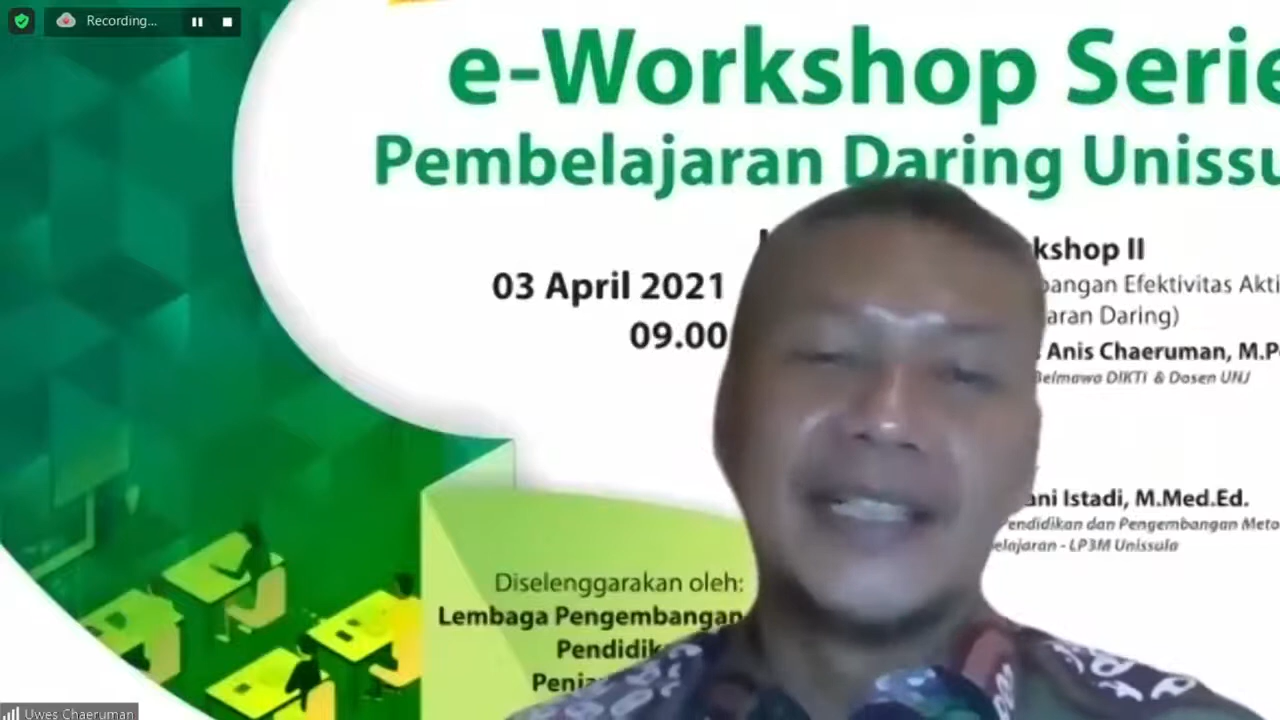 Recording...
e-Workshop Serie
Pembelajaran Daring Unissu
kshop II
03 April 2021
bangan Efektivitas Akti
aran Daring)
09.00
Anis Chaeruman, M.P
Belmawa DIKTI & Dosen UNJ
ani Istadi, M.Med.Ed.
endidikan dan Pengembangan Meto
elajaran - LP3M Unissula
Diselenggarakan oleh:
Lembaga Pengembangan
Pendidik
Penja
Uwes Chaeruman